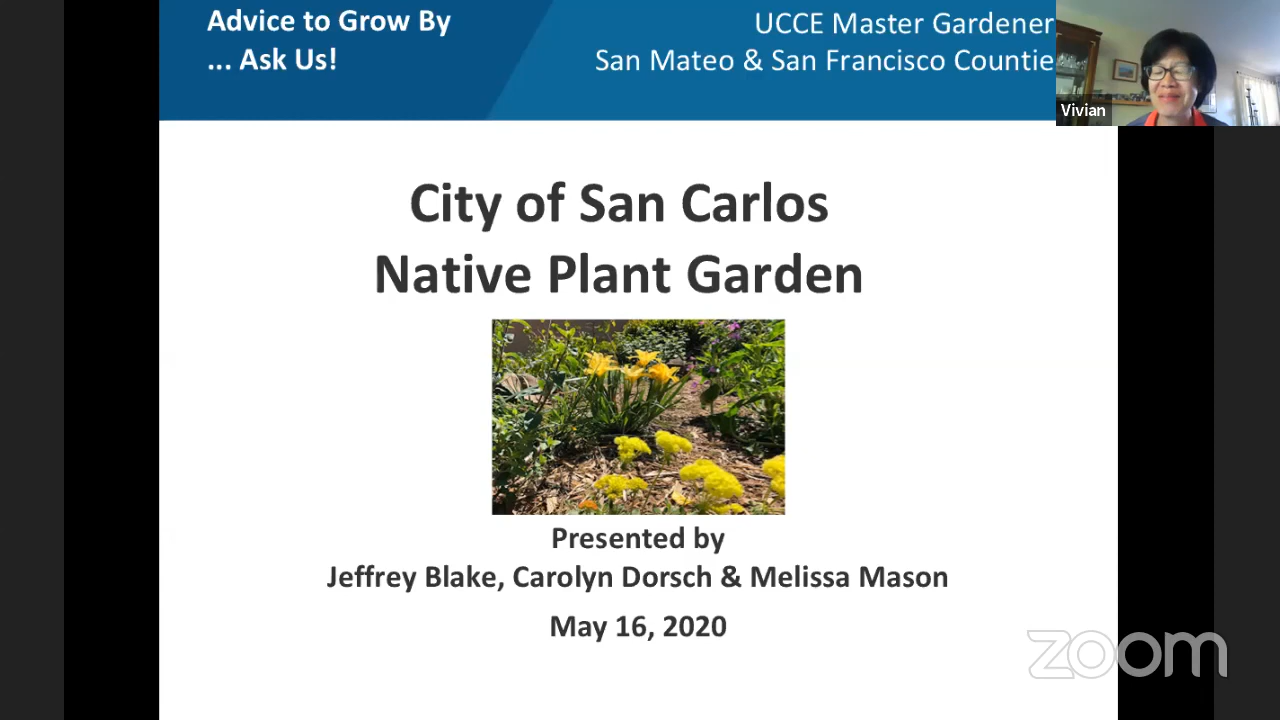 Advice to Grow By
... Ask Us!
UCCE Master Gardener
San Mateo & San Francisco Countie
Vivian
City of San Carlos
Native Plant Garden
Presented by
Jeffrey Blake, Carolyn Dorsch & Melissa Mason
May 16, 2020
zoom